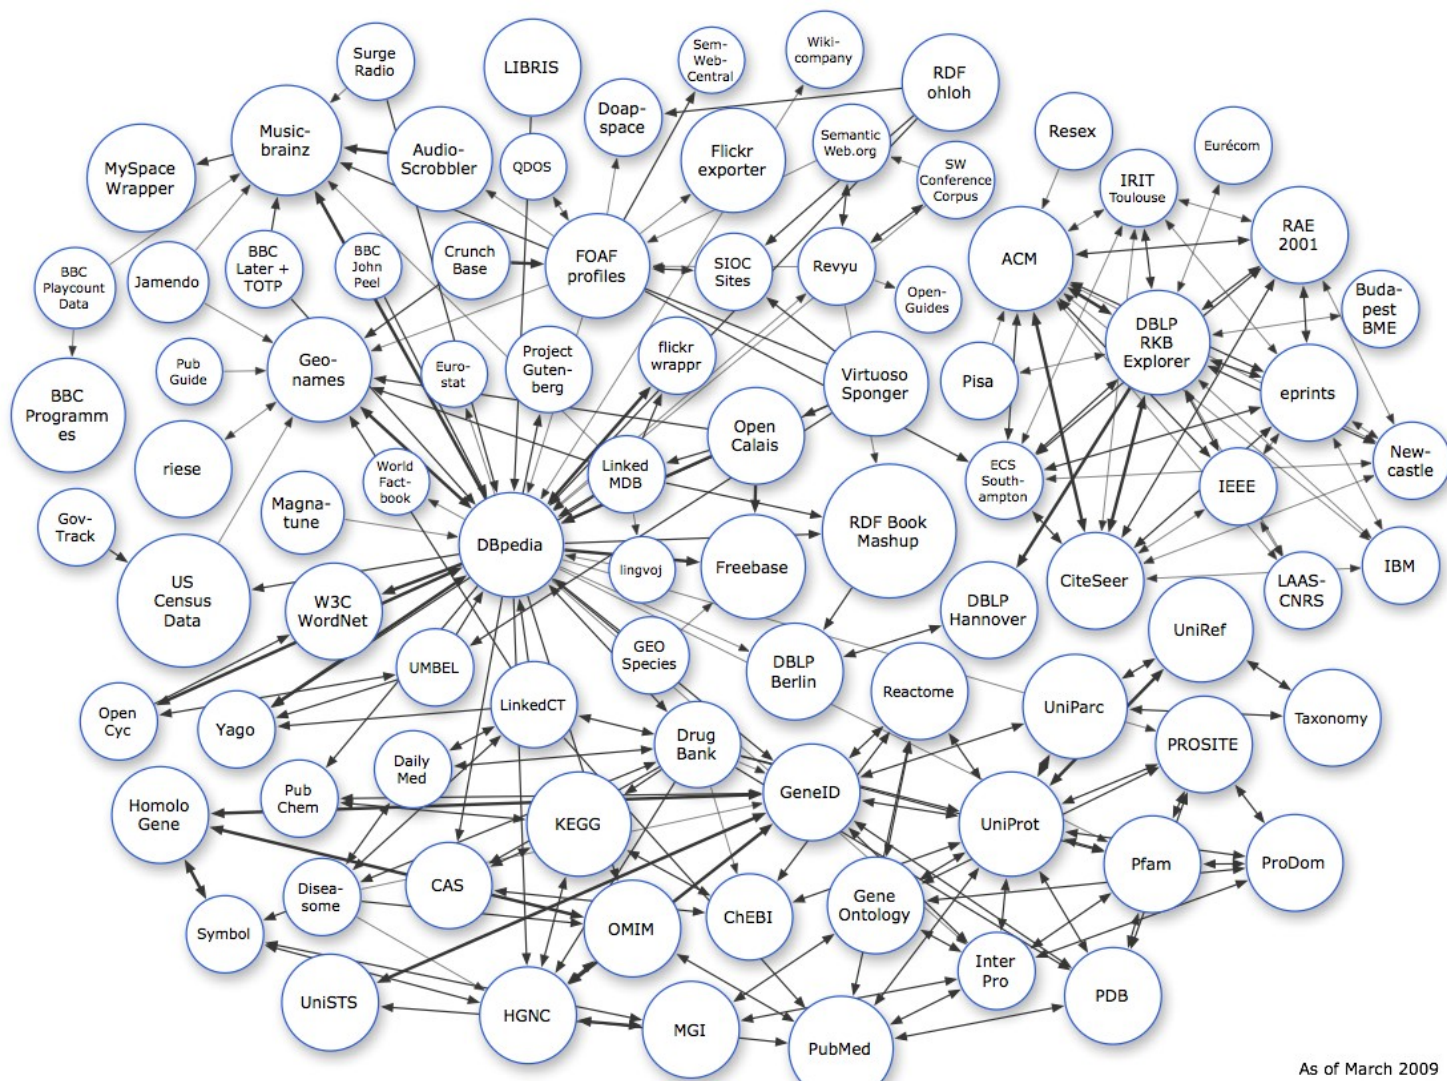 Surge
Radio
LIBRIS
Sem-
Web-
Central
Wiki-
company
RDF
ohloh
Doap-
space
Music-
brainz
Audio-
Scrobbler
QDOS
Flickr
exporter
Semantic
Web.org
SW
Conference
Corpus
Resex
Eurécom
MySpace
Wrapper
IRIT
Toulouse
RAE
2001
ACM
BBC
Playcount
Data
Jamendo
BBC
Later +
TOTP
BBC
John
Peel
Crunch
Base
FOAF
profiles
SIOC
Sites
Revyu
Open-
Guides
Buda-
pest
BME
DBLP
RKB
Explorer
Pub
Guide
Geo-
names
Euro-
stat
Project
Guten-
berg
flickr
wrappr
Virtuoso
Sponger
Pisa
eprints
BBC
Programm
es
riese
World
Fact-
book
Linked
MDB
Open
Calais
ECS
South-
ampton
IEEE
New-
castle
Gov-
Track
Magna-
tune
DBpedia
lingvoj
Freebase
RDF Book
Mashup
CiteSeer
LAAS-
CNRS
IBM
US
Census
Data
W3C
WordNet
DBLP
Hannover
UniRef
UMBEL
GEO
Species
DBLP
Berlin
Reactome
UniParc
Taxonomy
Open
Cyc
Yago
LinkedCT
Drug
Bank
PROSITE
Daily
Med
Homolo
Gene
Pub
Chem
KEGG
GeneID
UniProt
Pfam
ProDom
Disea-
some
CAS
ChEBI
Gene
Ontology
Symbol
OMIM
Inter
Pro
PDB
UniSTS
HGNC
MGI
PubMed
As of March 2009